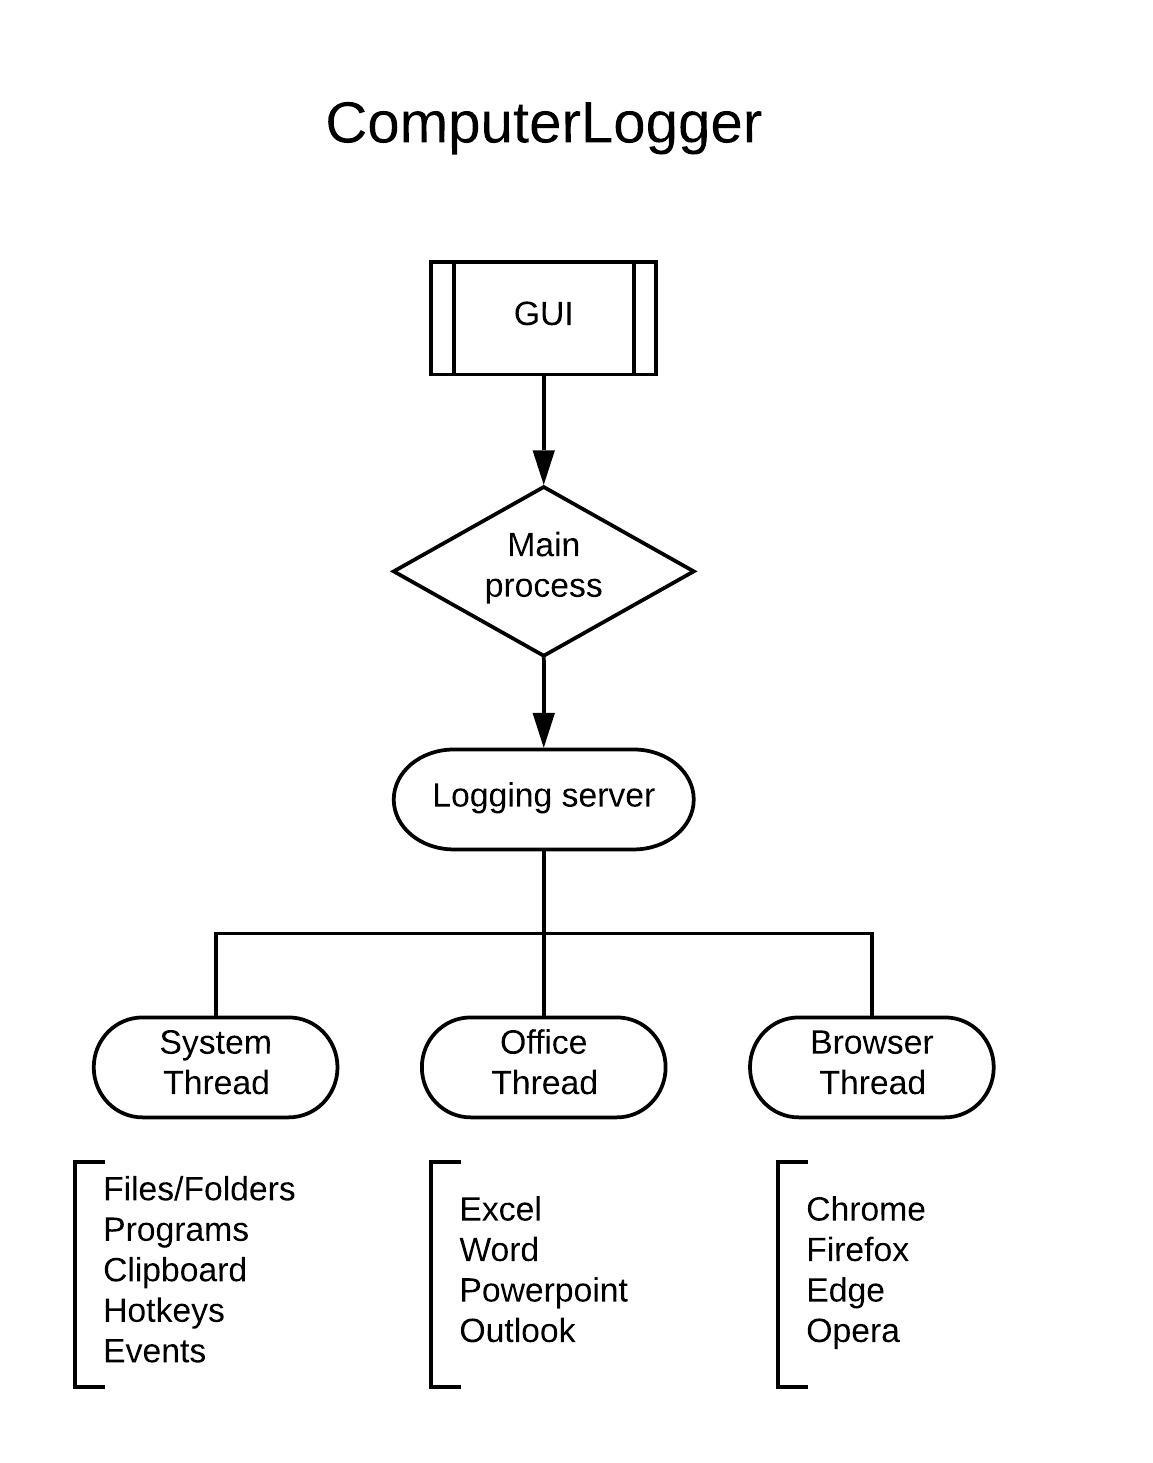 ComputerLogger
GUI
Main
process
Logging server
System
Thread
Office
Thread
Browser
Thread
Files/Folders
Programs
Clipboard
Hotkeys
Events
Excel
Word
Powerpoint
Outlook
Chrome
Firefox
Edge
Opera